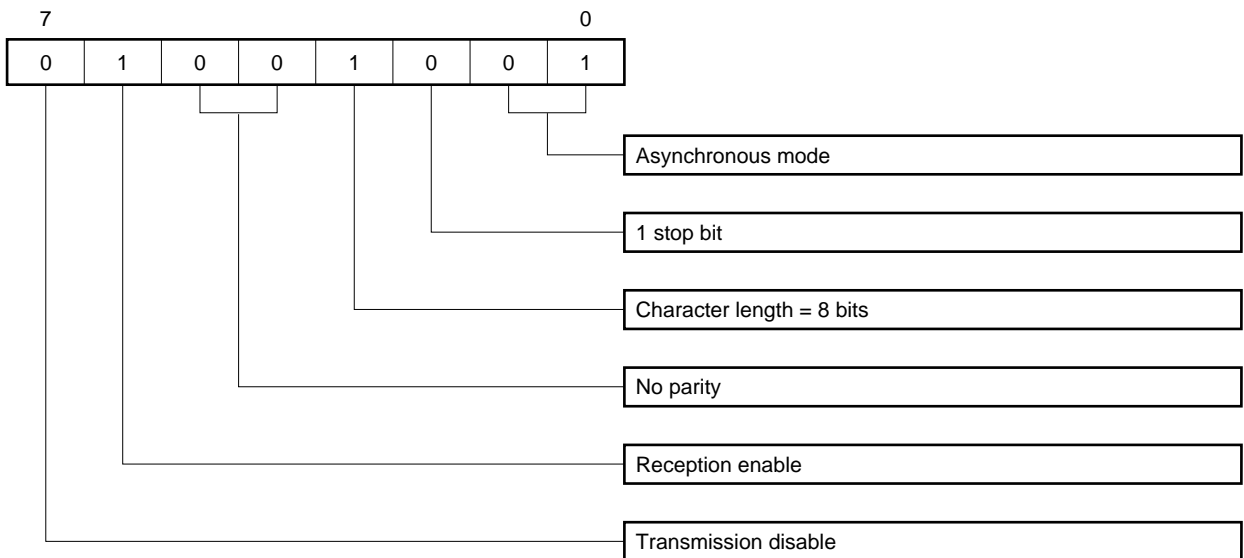 7 0
0 1 0 0 1 0 0 1
Asynchronous mode
1 stop bit
Character length = 8 bits
No parity
Reception enable
Transmission disable